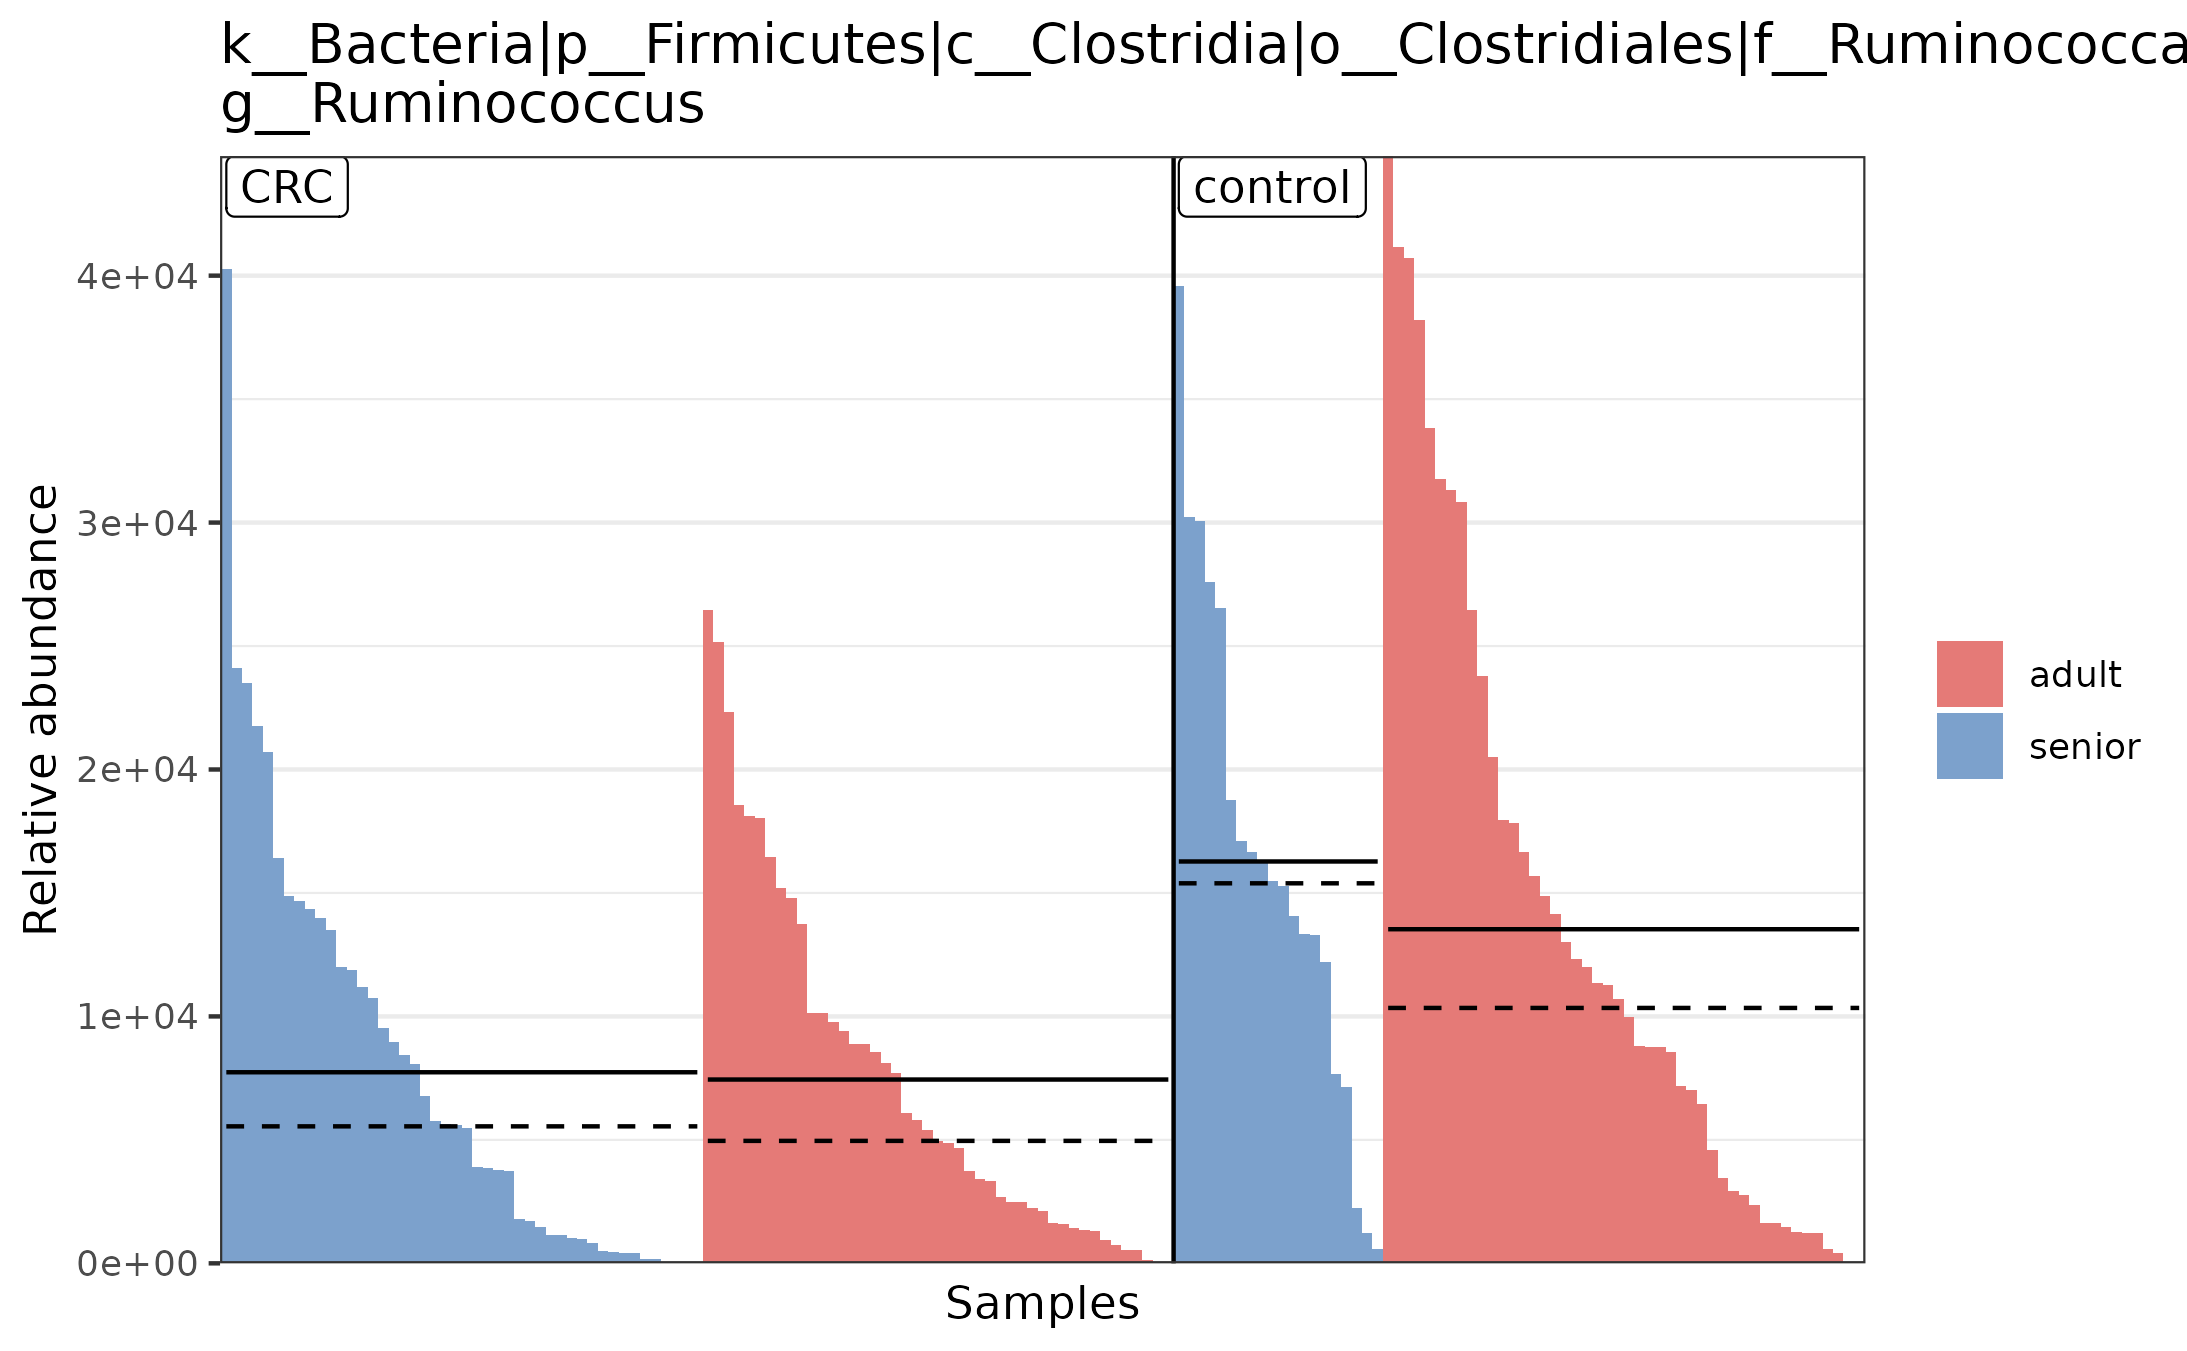 k__Bacteria|p__Firmicutes|c__Clostridia|o__Clostridiales|f__Ruminococca
g__Ruminococcus
CRC
control
4e+04
3e+04
2e+04
1e+04
0e+00
Relative abundance
Samples
adult
senior